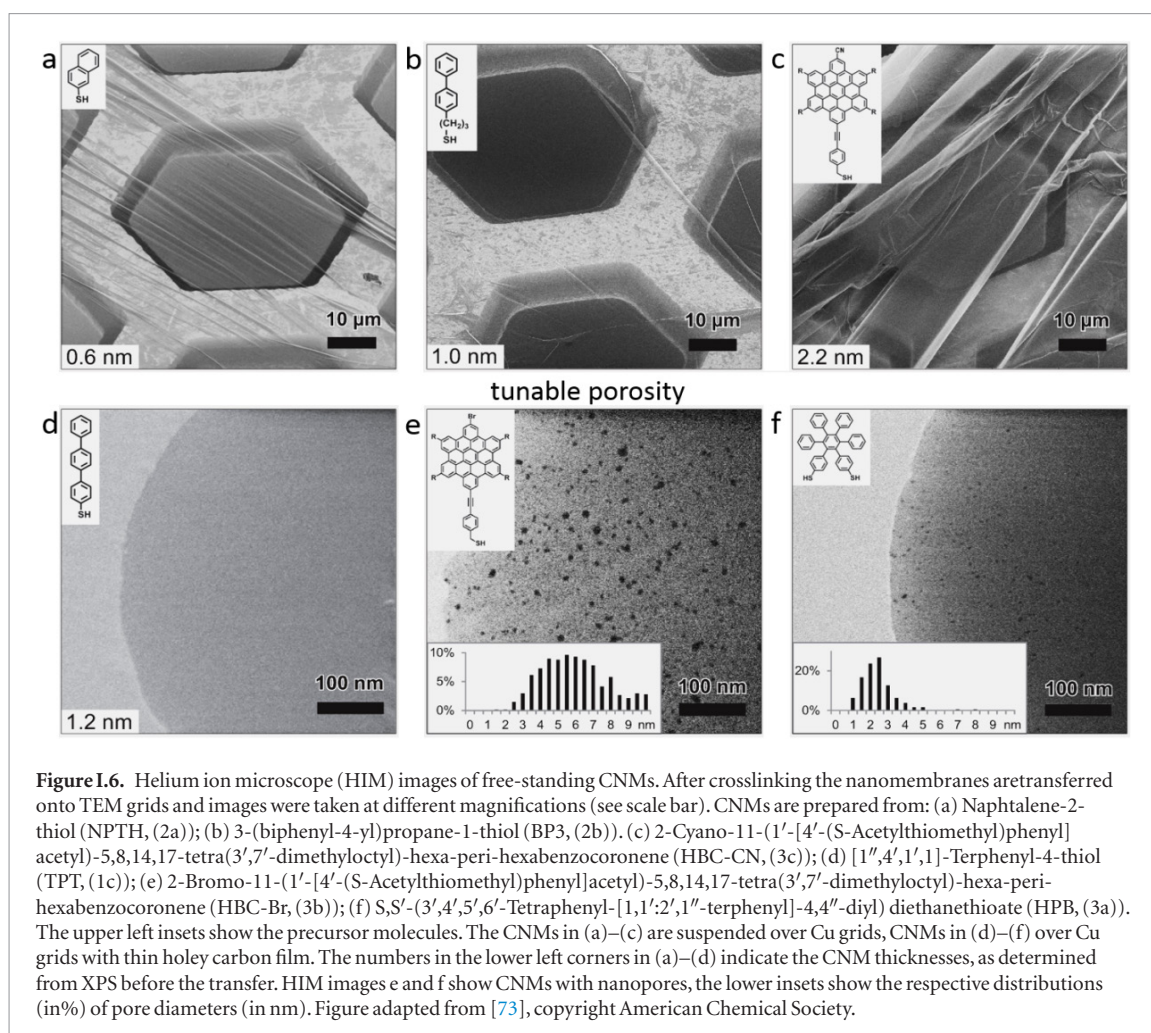 a
SH
10 µm
0.6 nm
b
(CH₂)₃
SH
10 µm
1.0 nm
c
CN
R R
R R
SH
10 µm
2.2 nm
tunable porosity
d
SH
100 nm
1.2 nm
e
Br
R R
R R
SH
10%
5%
0%
0 1 2 3 4 5 6 7 8 9 nm
100 nm
f
HS SH
20%
0%
0 1 2 3 4 5 6 7 8 9 nm
100 nm
Figure I.6. Helium ion microscope (HIM) images of free-standing CNMs. After crosslinking the nanomembranes aretransferred
onto TEM grids and images were taken at different magnifications (see scale bar). CNMs are prepared from: (a) Naphtalene-2-
thiol (NPTH, (2a)); (b) 3-(biphenyl-4-yl)propane-1-thiol (BP3, (2b)). (c) 2-Cyano-11-(1′-[4′-(S-Acetylthiomethyl)phenyl]
acetyl)-5,8,14,17-tetra(3′,7′-dimethyloctyl)-hexa-peri-hexabenzocoronene (HBC-CN, (3c)); (d) [1″,4′,1′,1]-Terphenyl-4-thiol
(TPT, (1c)); (e) 2-Bromo-11-(1′-[4′-(S-Acetylthiomethyl)phenyl]acetyl)-5,8,14,17-tetra(3′,7′-dimethyloctyl)-hexa-peri-
hexabenzocoronene (HBC-Br, (3b)); (f) S,S′-(3′,4′,5′,6′-Tetraphenyl-[1,1′:2′,1″-terphenyl]-4,4″-diyl) diethanethioate (HPB, (3a)).
The upper left insets show the precursor molecules. The CNMs in (a)–(c) are suspended over Cu grids, CNMs in (d)–(f) over Cu
grids with thin holey carbon film. The numbers in the lower left corners in (a)–(d) indicate the CNM thicknesses, as determined
from XPS before the transfer. HIM images e and f show CNMs with nanopores, the lower insets show the respective distributions
(in%) of pore diameters (in nm). Figure adapted from [73], copyright American Chemical Society.